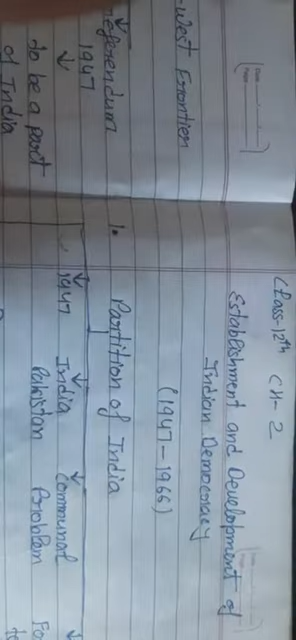 -West Frontier
↓
referendum
1947
↓
to be a part
of India
Class-12th CH-2
Establishment and Development of
Indian Democracy
(1947-1966)
1. Partition of India
↓ ↓ ↓ ↓
1947 India Communal
Pakistan Problem